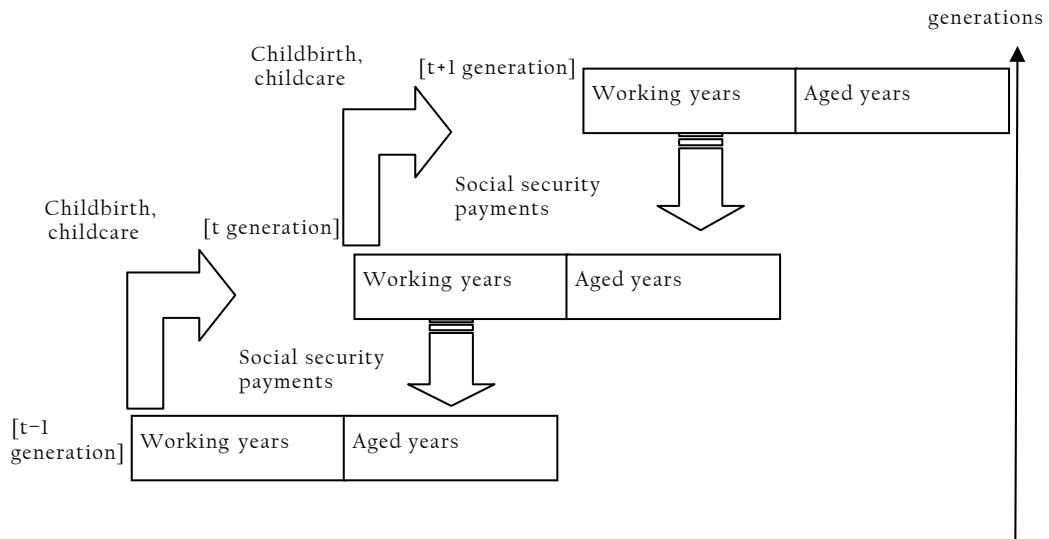 generations
Childbirth,
childcare
[t+1 generation]
Working years
Aged years
Social security
payments
Childbirth,
childcare
[t generation]
Working years
Aged years
Social security
payments
[t−1
generation]
Working years
Aged years